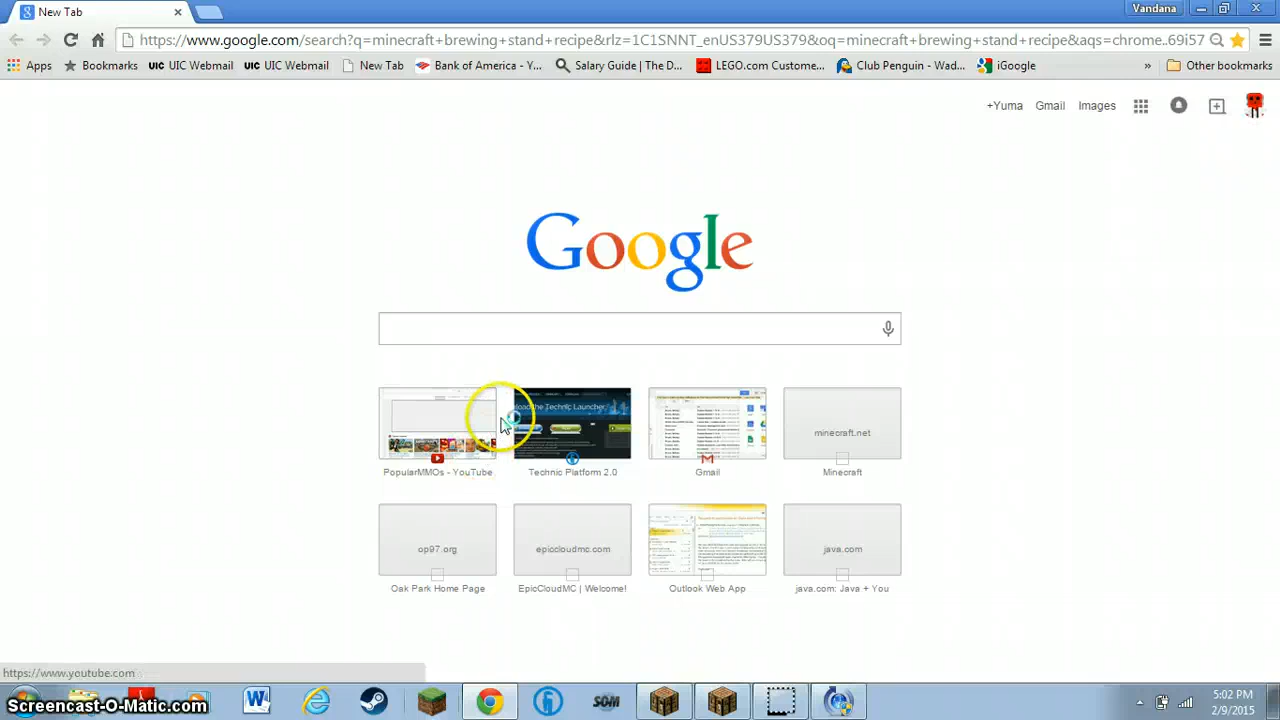 New Tab
Vandana
https://www.google.com/search?q=minecraft+brewing+stand+recipe&rlz=1C1SNNT_enUS379US379&oq=minecraft+brewing+stand+recipe&aqs=chrome..69i57
Apps Bookmarks UIC UIC Webmail UIC UIC Webmail New Tab Bank of America - Y... Salary Guide | The D... LEGO.com Custome... Club Penguin - Wad... iGoogle » Other bookmarks
+Yuma Gmail Images
Google
minecraft.net
PopularMMOs - YouTube Technic Platform 2.0 Gmail Minecraft
epiccloudmc.com java.com
Oak Park Home Page EpicCloudMC | Welcome! Outlook Web App java.com: Java + You
https://www.youtube.com
SOM
5:02 PM
Screencast-O-Matic.com
2/9/2015